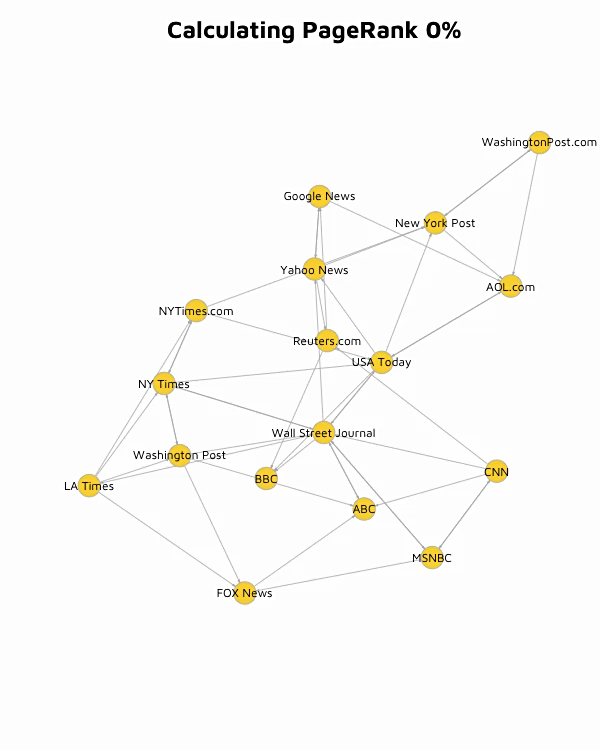 Calculating PageRank 0%
WashingtonPost.com
Google News
New York Post
Yahoo News
AOL.com
NYTimes.com
Reuters.com
USA Today
NY Times
Wall Street Journal
Washington Post
CNN
BBC
LA Times
ABC
MSNBC
FOX News